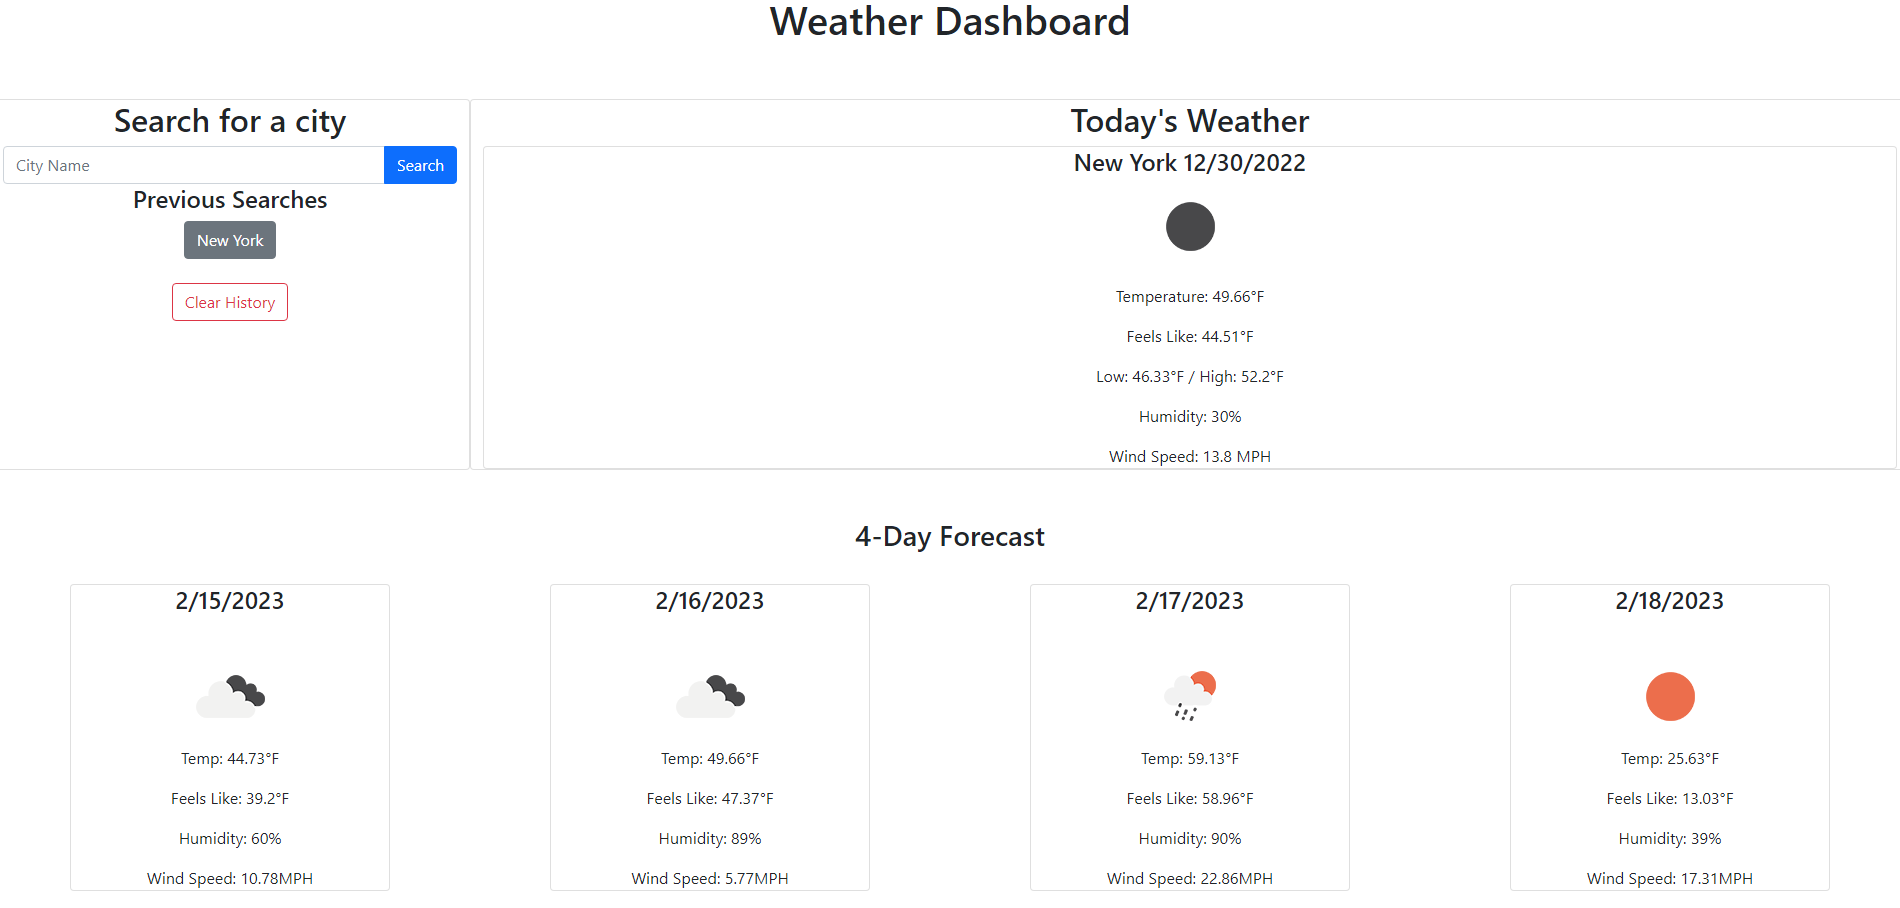 Weather Dashboard
Search for a city
City Name
Search
Previous Searches
New York
Clear History
Today's Weather
New York 12/30/2022
Temperature: 49.66°F
Feels Like: 44.51°F
Low: 46.33°F / High: 52.2°F
Humidity: 30%
Wind Speed: 13.8 MPH
4-Day Forecast
2/15/2023
Temp: 44.73°F
Feels Like: 39.2°F
Humidity: 60%
Wind Speed: 10.78MPH
2/16/2023
Temp: 49.66°F
Feels Like: 47.37°F
Humidity: 89%
Wind Speed: 5.77MPH
2/17/2023
Temp: 59.13°F
Feels Like: 58.96°F
Humidity: 90%
Wind Speed: 22.86MPH
2/18/2023
Temp: 25.63°F
Feels Like: 13.03°F
Humidity: 39%
Wind Speed: 17.31MPH